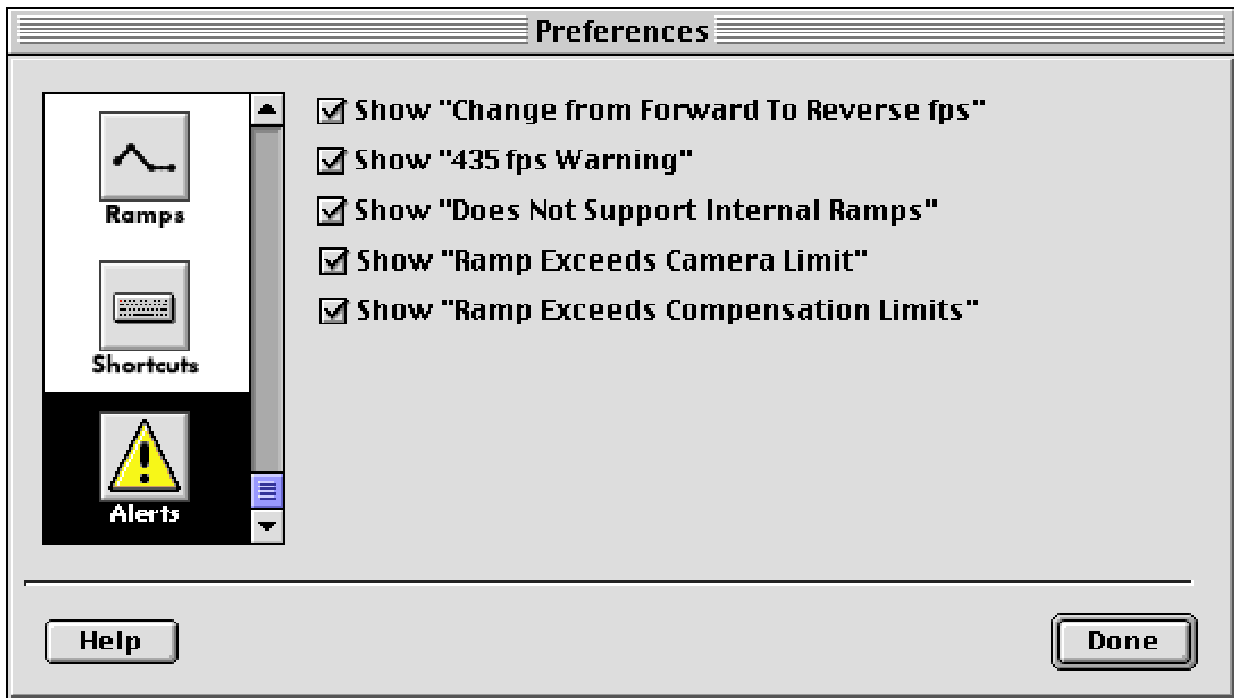 Preferences
Ramps
Shortcuts
Alerts
Show "Change from Forward To Reverse fps"
Show "435 fps Warning"
Show "Does Not Support Internal Ramps"
Show "Ramp Exceeds Camera Limit"
Show "Ramp Exceeds Compensation Limits"
Help
Done